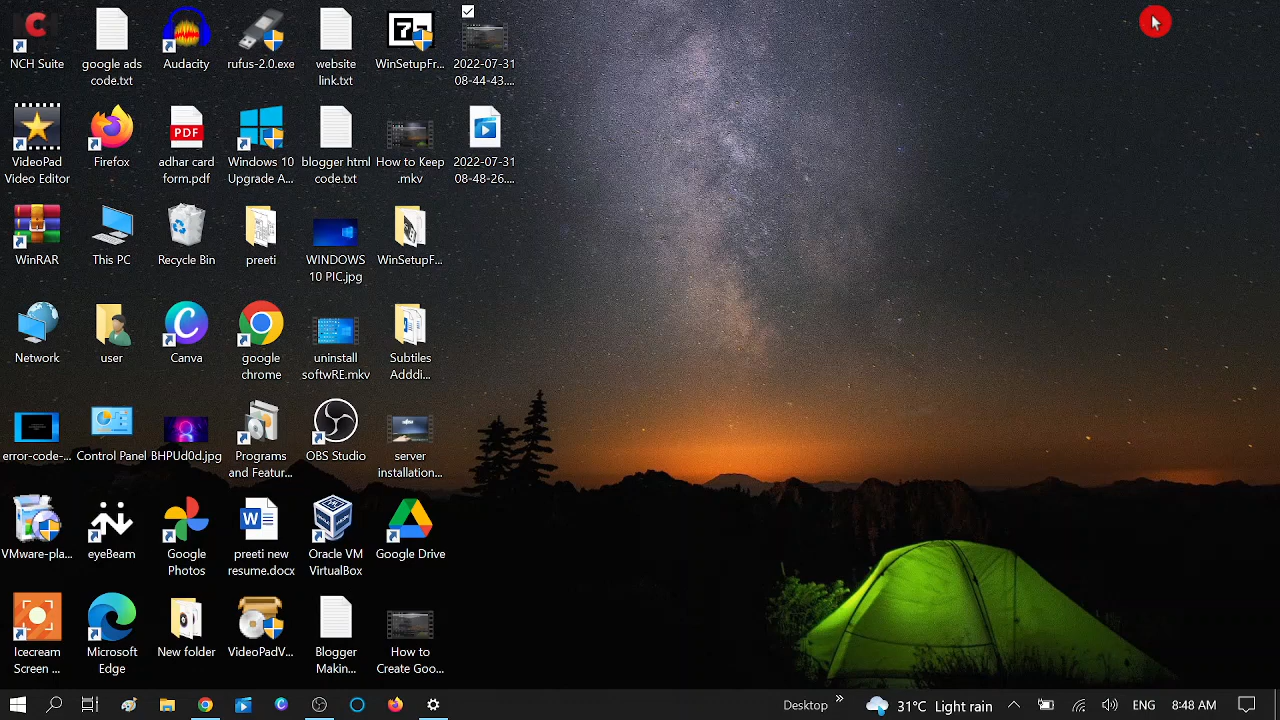 NCH Suite
google ads
code.txt
Audacity
rufus-2.0.exe
website
link.txt
WinSetupFr...
2022-07-31
08-44-43....
VideoPad
Video Editor
Firefox
PDF
adhar card
form.pdf
Windows 10
Upgrade A...
blogger html
code.txt
How to Keep
.mkv
2022-07-31
08-48-26....
WinRAR
This PC
Recycle Bin
preeti
WINDOWS
10 PIC.jpg
WinSetupF...
Network
user
Canva
google
chrome
uninstall
softwRE.mkv
Subtiles
Adddi...
error-code-...
Control Panel
BHPUd0d.jpg
Programs
and Featur...
OBS Studio
server
installation...
VMware-pla...
eyeBeam
Google
Photos
W
preeti new
resume.docx
Oracle VM
VirtualBox
Google Drive
Icecream
Screen ...
Microsoft
Edge
New folder
VideoPadV...
Blogger
Makin...
How to
Create Goo...
Desktop
31°C Light rain
ENG
8:48 AM